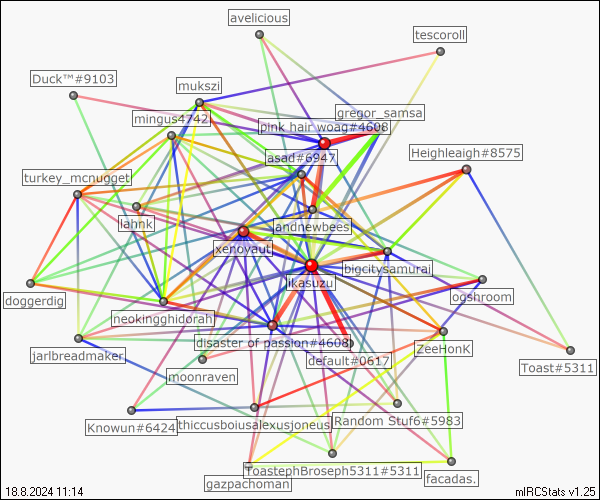 avelicious
tescoroll
Duck™#9103
mukszi
gregor_samsa
mingus4742
pink hair woag#4608
asad#6947
Heighleigh#8575
turkey_mcnugget
lahnk
andnewbees
xenoyaut
bigcitysamurai
likasuzu
doggerdig
ogshroom
neokingghidorah
disaster of passion#4608
zeeHonK
jarlbreadmaker
default#0617
Toast#5311
moonraven
Knowun#6424
thiccusboiusalexusjoneus
Random Stuf6#5983
ToastephBroseph5311#5311
facadas.
gazpachoman
18.8.2024 11:14
mIRCStats v1.25